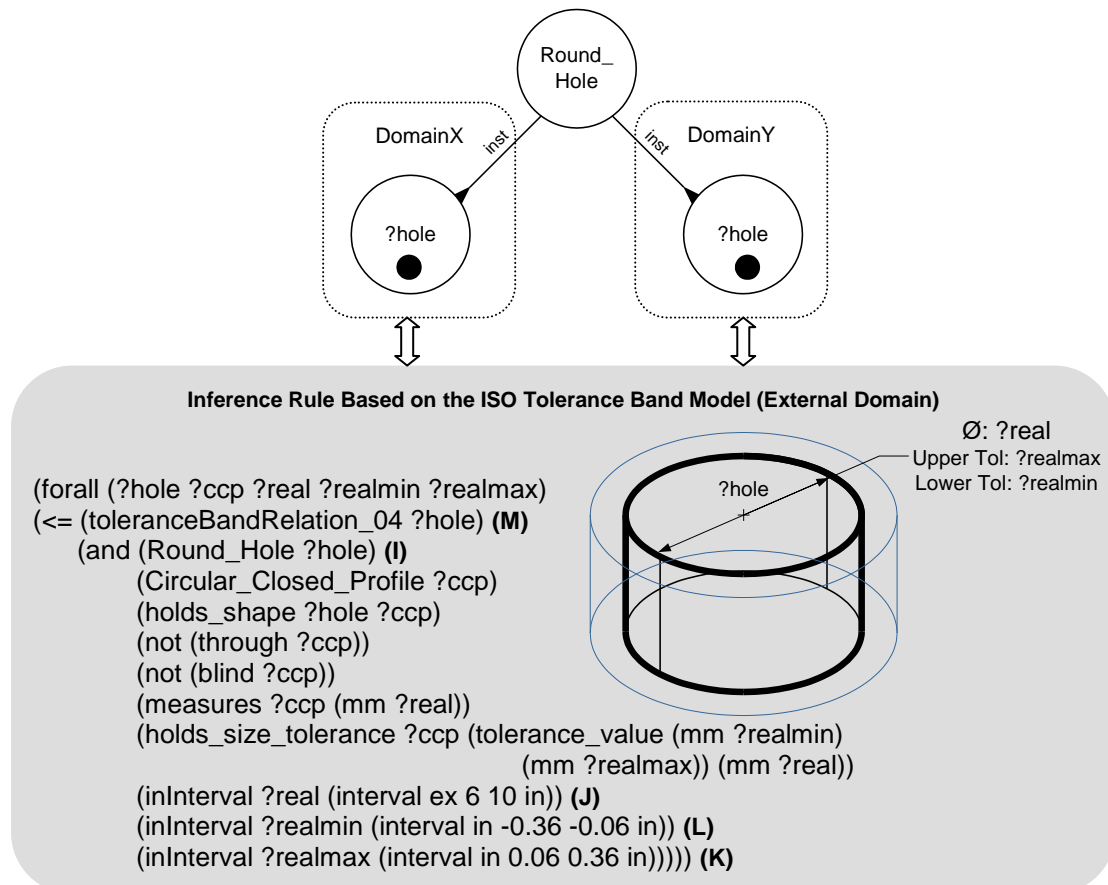 Round_
Hole
DomainX
inst
inst
DomainY
?hole
?hole
Inference Rule Based on the ISO Tolerance Band Model (External Domain)
Ø: ?real
Upper Tol: ?realmax
Lower Tol: ?realmin
?hole
(forall (?hole ?ccp ?real ?realmin ?realmax)
(<= (toleranceBandRelation_04 ?hole) (M)
(and (Round_Hole ?hole) (I)
(Circular_Closed_Profile ?ccp)
(holds_shape ?hole ?ccp)
(not (through ?ccp))
(not (blind ?ccp))
(measures ?ccp (mm ?real))
(holds_size_tolerance ?ccp (tolerance_value (mm ?realmin)
(mm ?realmax)) (mm ?real))
(inInterval ?real (interval ex 6 10 in)) (J)
(inInterval ?realmin (interval in -0.36 -0.06 in)) (L)
(inInterval ?realmax (interval in 0.06 0.36 in))))) (K)